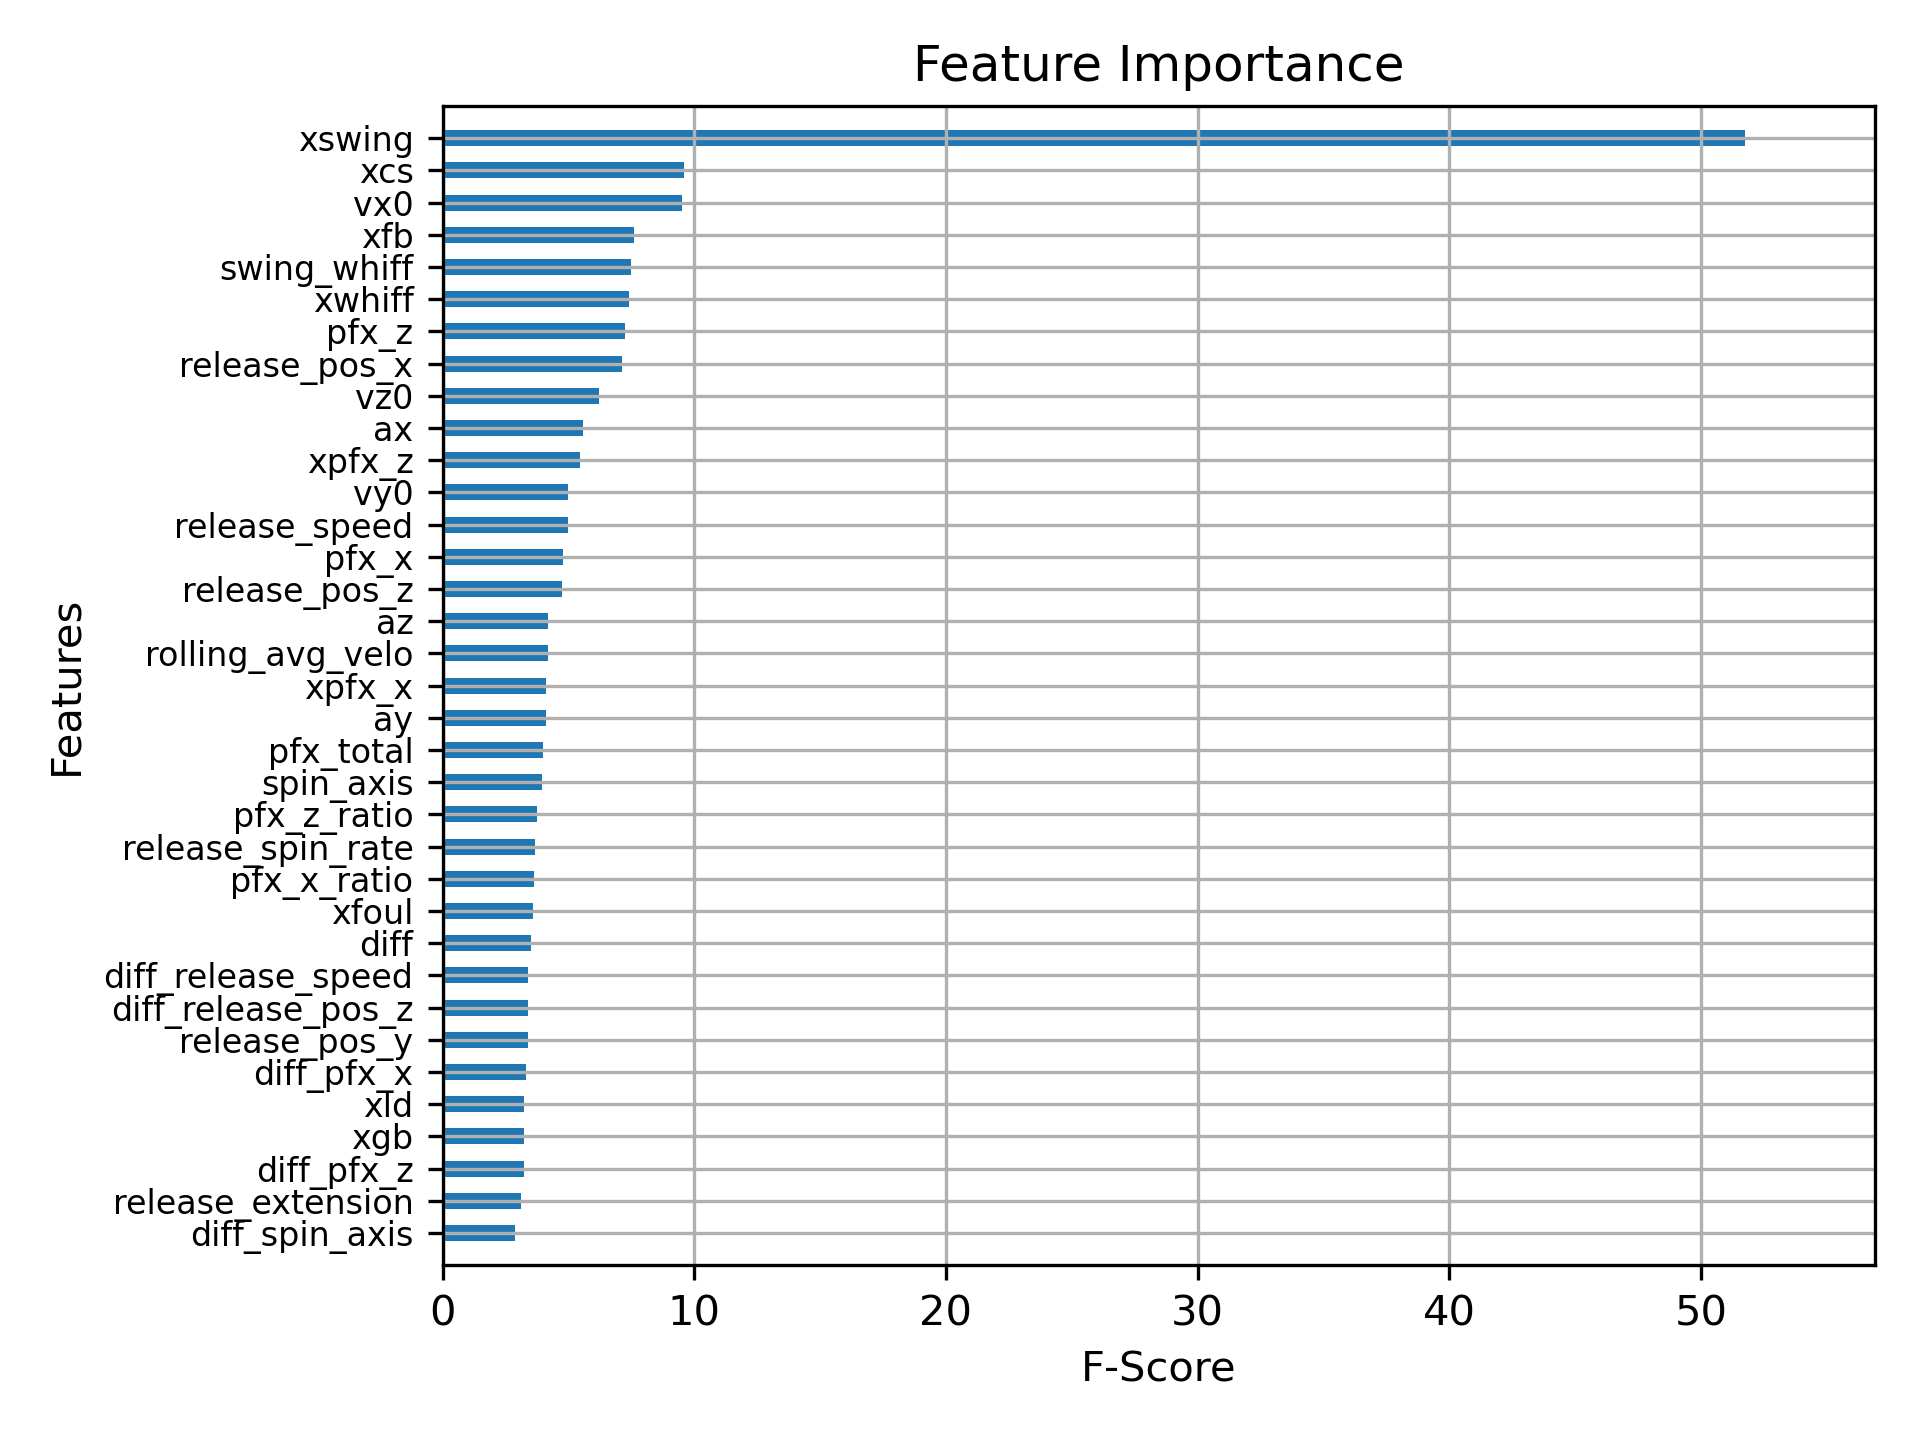 Feature Importance
xswing
xcs
vx0
xfb
swing_whiff
xwhiff
pfx_z
release_pos_x
vz0
ax
xpfx_z
vy0
release_speed
pfx_x
release_pos_z
az
rolling_avg_velo
xpfx_x
ay
pfx_total
spin_axis
pfx_z_ratio
release_spin_rate
pfx_x_ratio
xfoul
diff
diff_release_speed
diff_release_pos_z
release_pos_y
diff_pfx_x
xld
xgb
diff_pfx_z
release_extension
diff_spin_axis
Features
0 10 20 30 40 50
F-Score